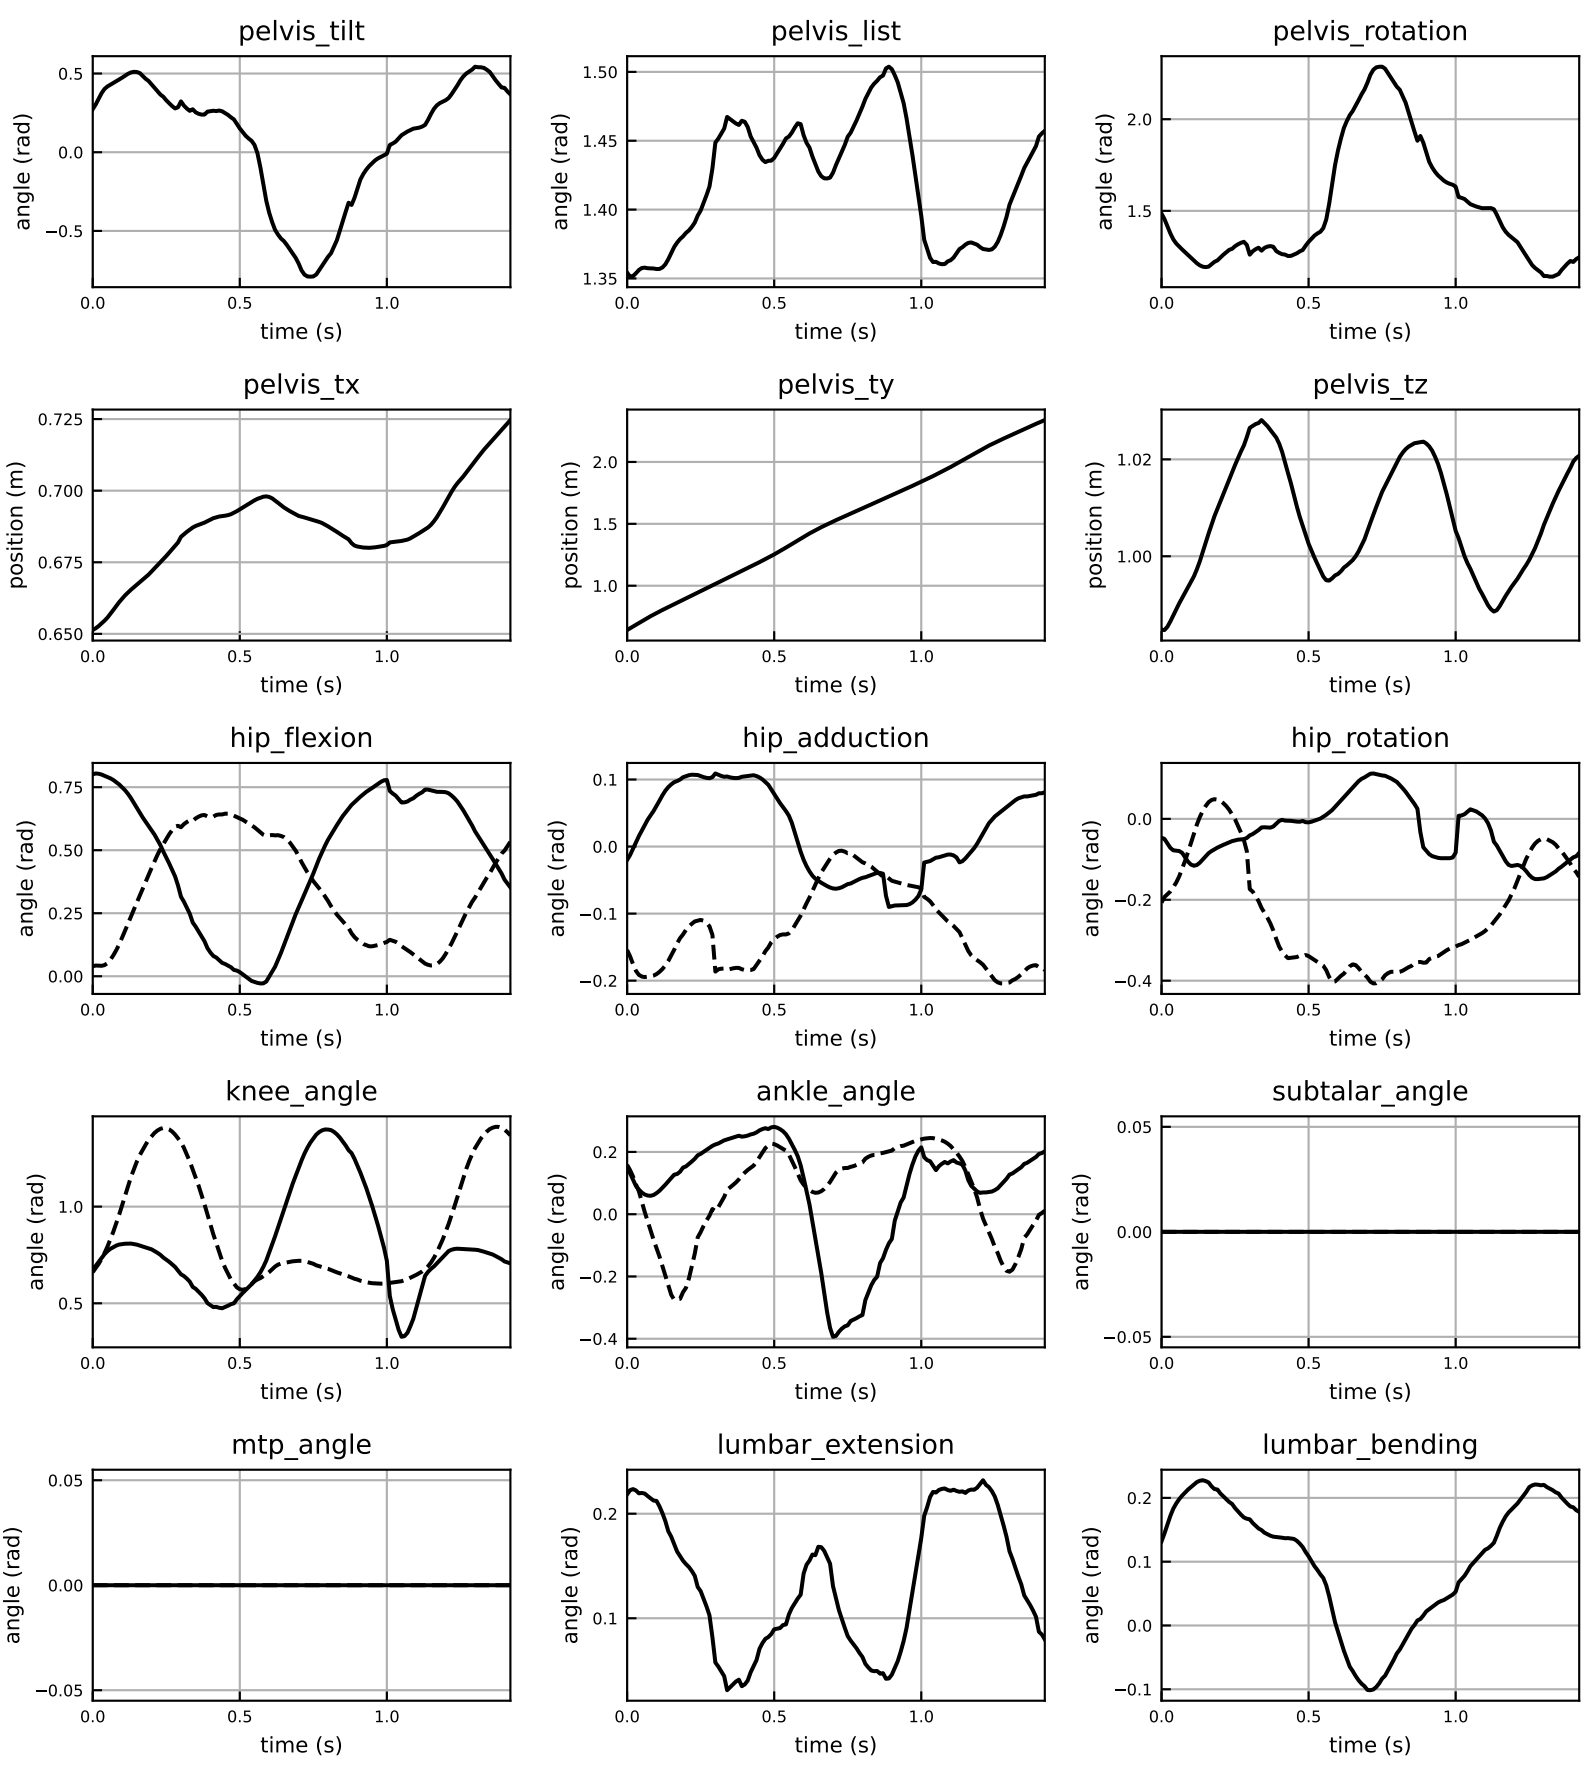 pelvis_tilt
0.5
0.0
−0.5
angle (rad)
0.0 0.5 1.0
time (s)
pelvis_list
1.50
1.45
1.40
1.35
angle (rad)
0.0 0.5 1.0
time (s)
pelvis_rotation
2.0
1.5
angle (rad)
0.0 0.5 1.0
time (s)
pelvis_tx
0.725
0.700
0.675
0.650
position (m)
0.0 0.5 1.0
time (s)
pelvis_ty
2.0
1.5
1.0
position (m)
0.0 0.5 1.0
time (s)
pelvis_tz
1.02
1.00
position (m)
0.0 0.5 1.0
time (s)
hip_flexion
0.75
0.50
0.25
0.00
angle (rad)
0.0 0.5 1.0
time (s)
hip_adduction
0.1
0.0
−0.1
−0.2
angle (rad)
0.0 0.5 1.0
time (s)
hip_rotation
0.0
−0.2
−0.4
angle (rad)
0.0 0.5 1.0
time (s)
knee_angle
1.0
0.5
angle (rad)
0.0 0.5 1.0
time (s)
ankle_angle
0.2
0.0
−0.2
−0.4
angle (rad)
0.0 0.5 1.0
time (s)
subtalar_angle
0.05
0.00
−0.05
angle (rad)
0.0 0.5 1.0
time (s)
mtp_angle
0.05
0.00
−0.05
angle (rad)
0.0 0.5 1.0
time (s)
lumbar_extension
0.2
0.1
angle (rad)
0.0 0.5 1.0
time (s)
lumbar_bending
0.2
0.1
0.0
−0.1
angle (rad)
0.0 0.5 1.0
time (s)